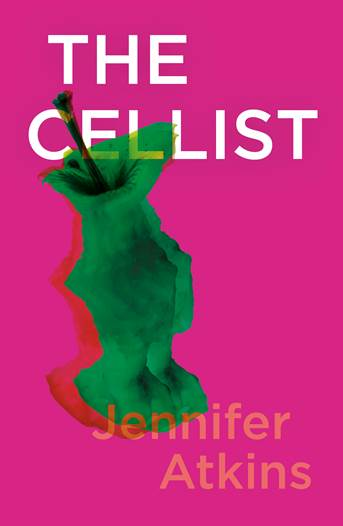 THE
CELLIST
Jennifer
Atkins